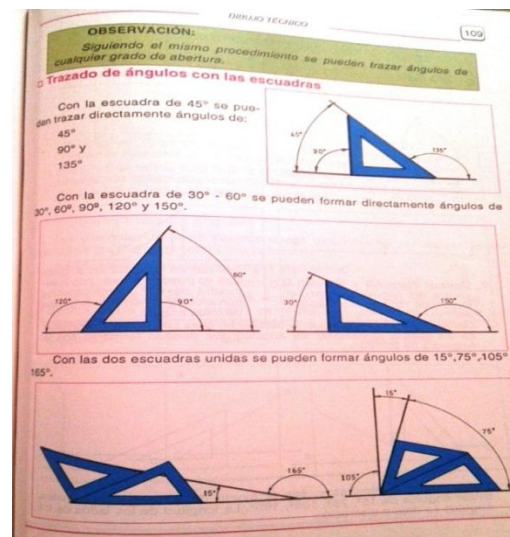 DIBUJO TÉCNICO
109
OBSERVACIÓN:
Siguiendo el mismo procedimiento se pueden trazar ángulos de
cualquier grado de abertura.
Trazado de ángulos con las escuadras
Con la escuadra de 45° se pue-
den trazar directamente ángulos de:
45°
90° y
135°
45°
90°
135°
Con la escuadra de 30° - 60° se pueden formar directamente ángulos de
30°, 60º, 90º, 120° y 150°.
120°
90°
60°
30°
150°
Con las dos escuadras unidas se pueden formar ángulos de 15°,75°,105°
165°.
15°
165°
105°
15°
75°